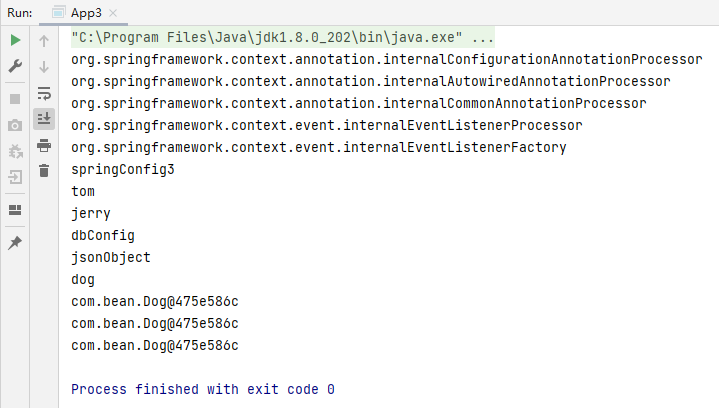 Run: App3
"C:\Program Files\Java\jdk1.8.0_202\bin\java.exe" ...
org.springframework.context.annotation.internalConfigurationAnnotationProcessor
org.springframework.context.annotation.internalAutowiredAnnotationProcessor
org.springframework.context.annotation.internalCommonAnnotationProcessor
org.springframework.context.event.internalEventListenerProcessor
org.springframework.context.event.internalEventListenerFactory
springConfig3
tom
jerry
dbConfig
jsonObject
dog
com.bean.Dog@475e586c
com.bean.Dog@475e586c
com.bean.Dog@475e586c
Process finished with exit code 0